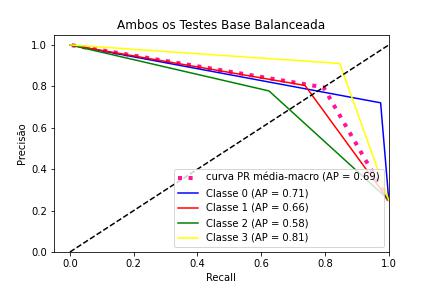 Ambos os Testes Base Balanceada
Precisão
1.0
0.8
0.6
0.4
0.2
0.0
curva PR média-macro (AP = 0.69)
Classe 0 (AP = 0.71)
Classe 1 (AP = 0.66)
Classe 2 (AP = 0.58)
Classe 3 (AP = 0.81)
0.0 0.2 0.4 0.6 0.8 1.0
Recall